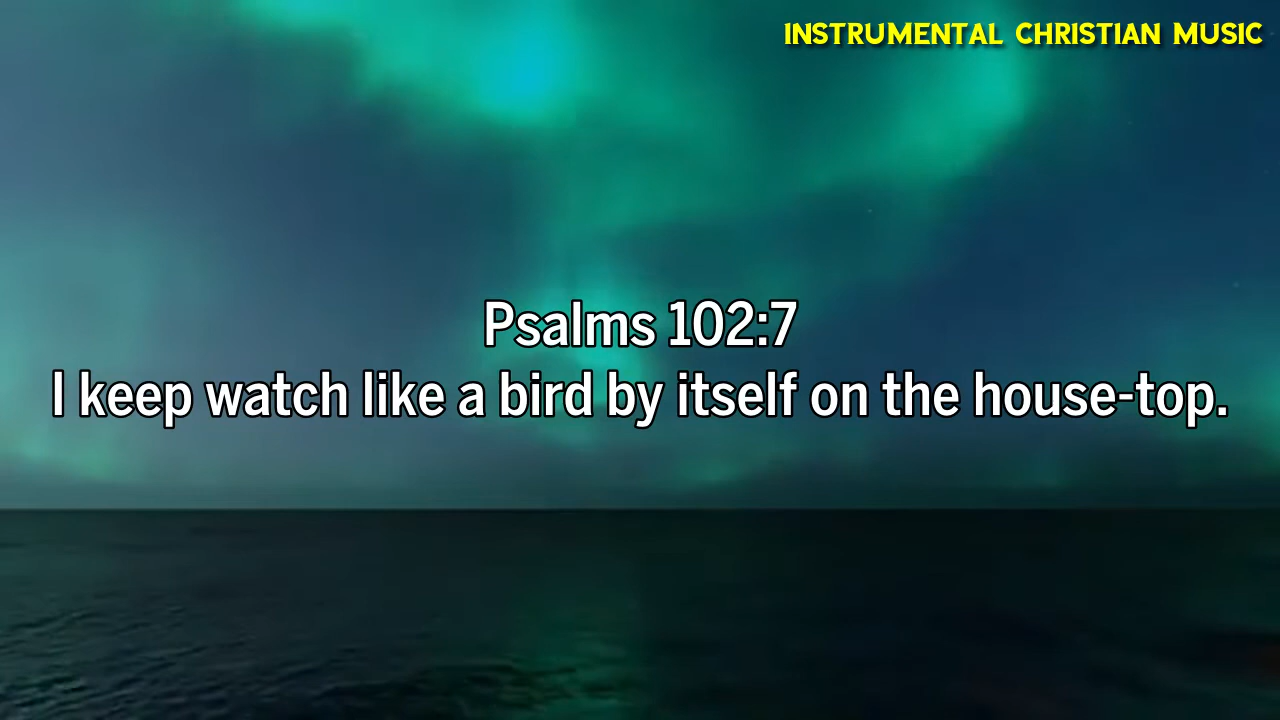 INSTRUMENTAL CHRISTIAN MUSIC
Psalms 102:7
I keep watch like a bird by itself on the house-top.